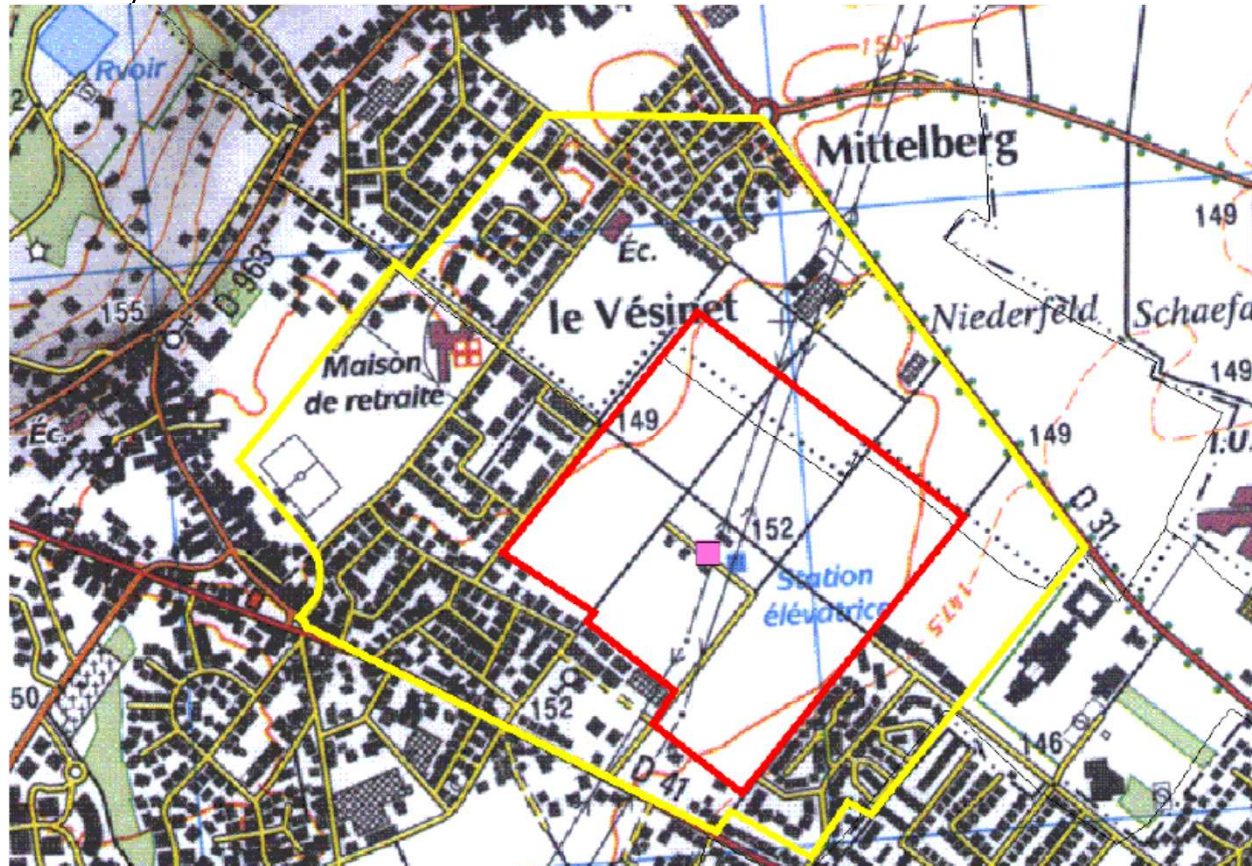 Rvoir
150
Mittelberg
2
149
Éc.
D 963
155
le Vésinet
Niederfeld
Schaefa
Maison
de retraite
149
149
149
Éc.
I.U.
D 31
152
Station
élévatrice
147,5
50
152
146
D 41